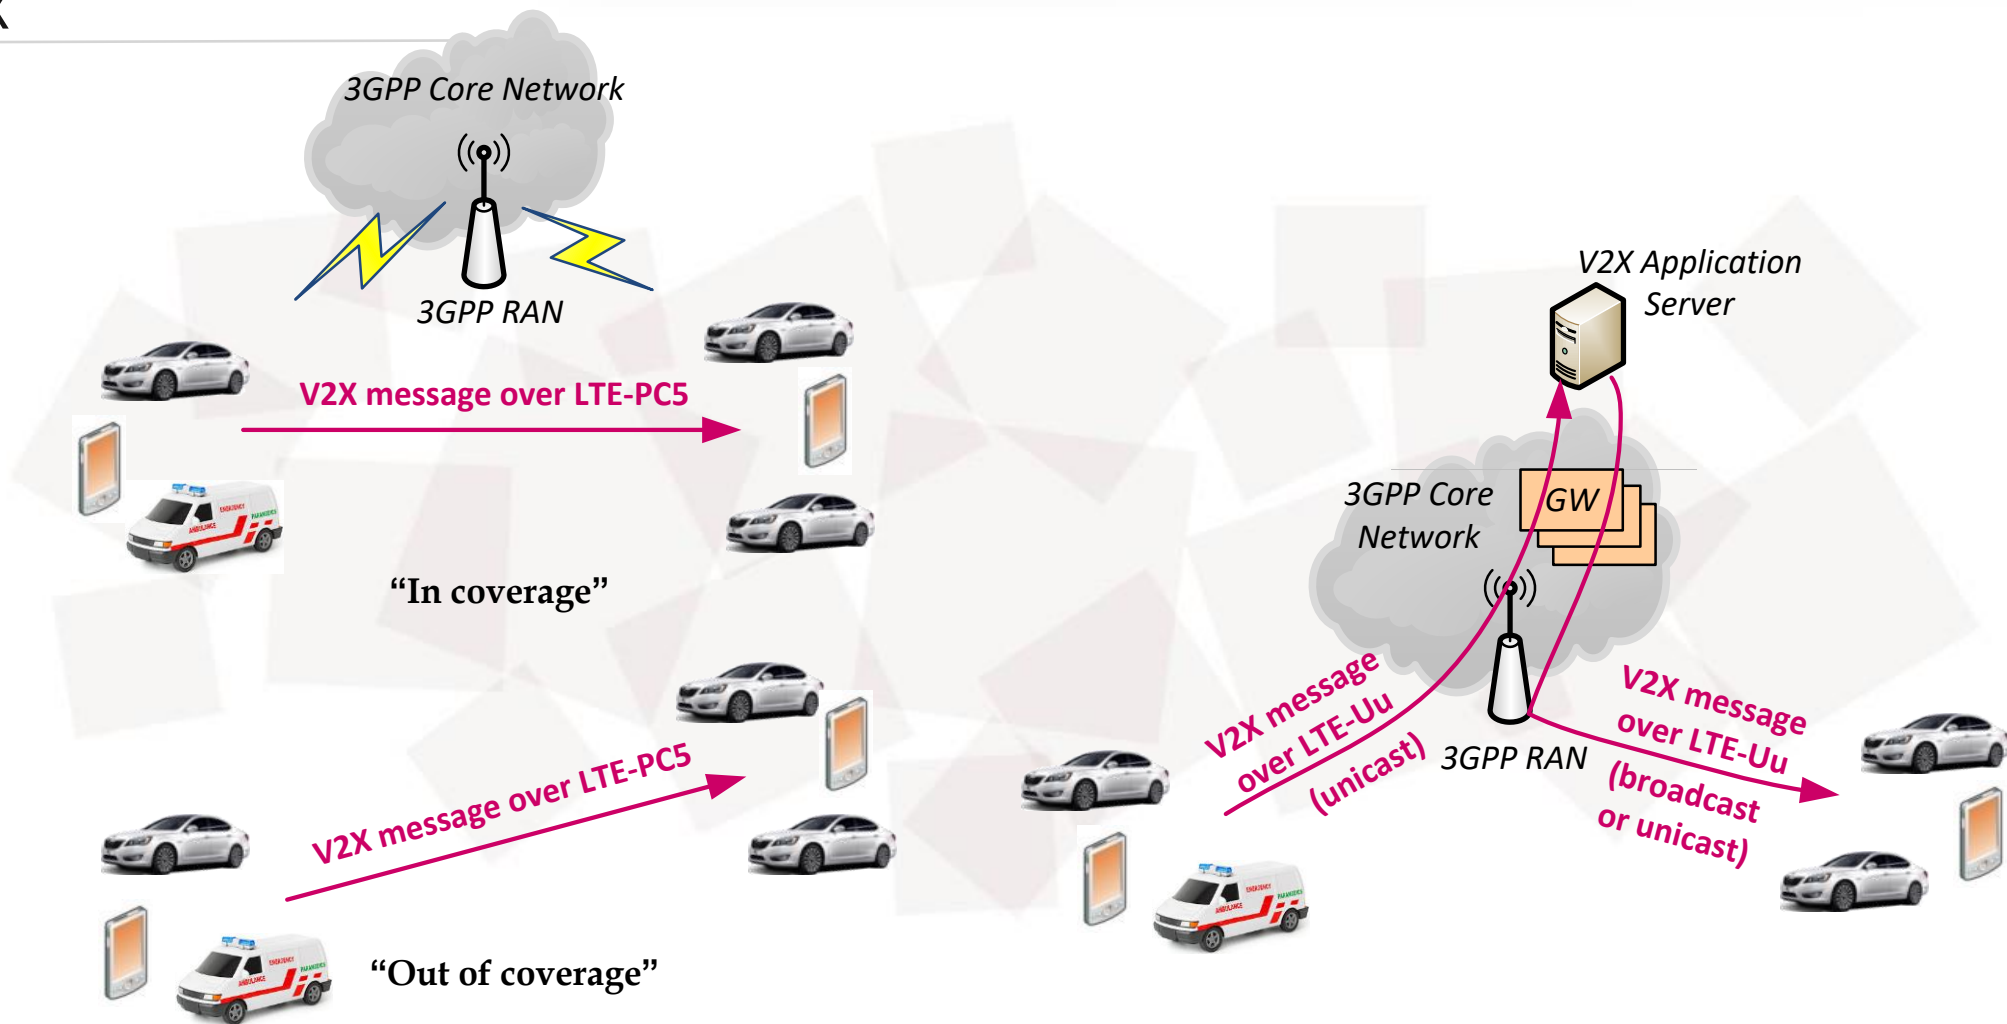 X
3GPP Core Network
3GPP RAN
V2X message over LTE-PC5
“In coverage”
V2X message over LTE-PC5
“Out of coverage”
V2X Application
Server
3GPP Core
Network
GW
V2X message
over LTE-Uu
(unicast)
3GPP RAN
V2X message
over LTE-Uu
(broadcast
or unicast)